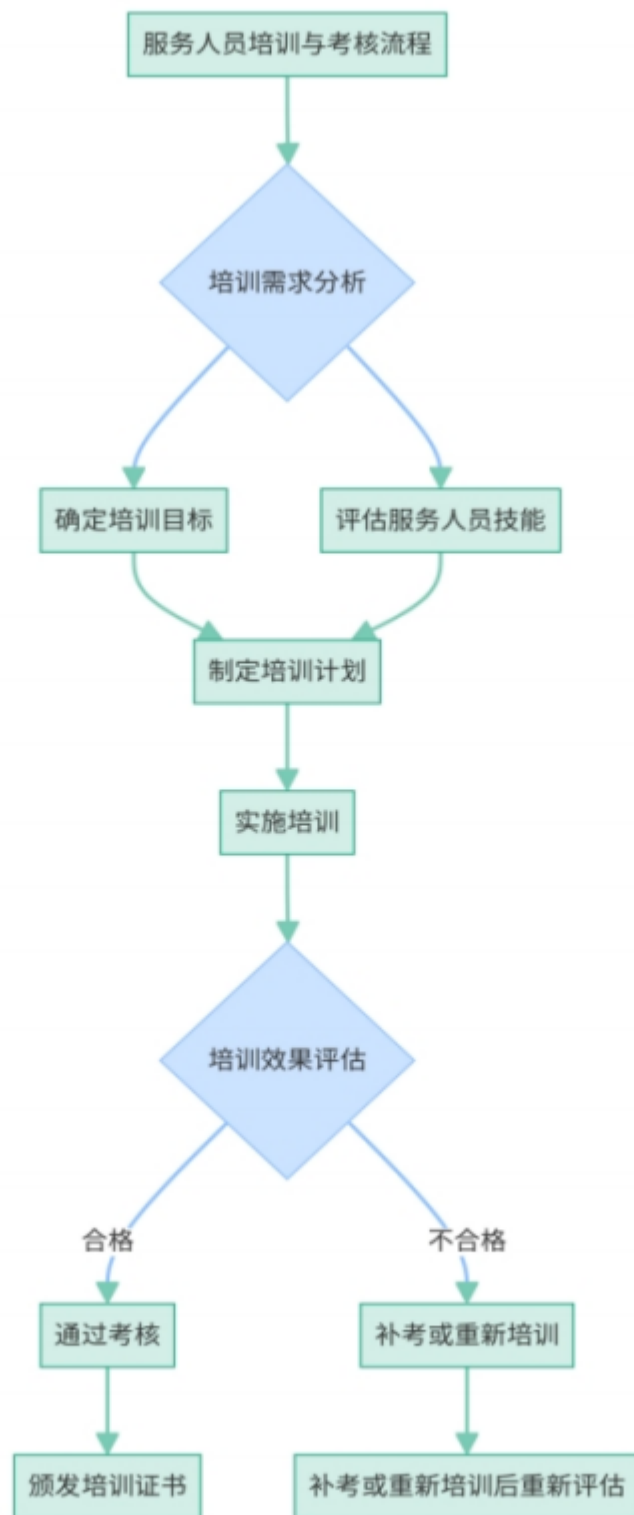 服务人员培训与考核流程
培训需求分析
确定培训目标
评估服务人员技能
制定培训计划
实施培训
培训效果评估
合格
不合格
通过考核
补考或重新培训
颁发培训证书
补考或重新培训后重新评估